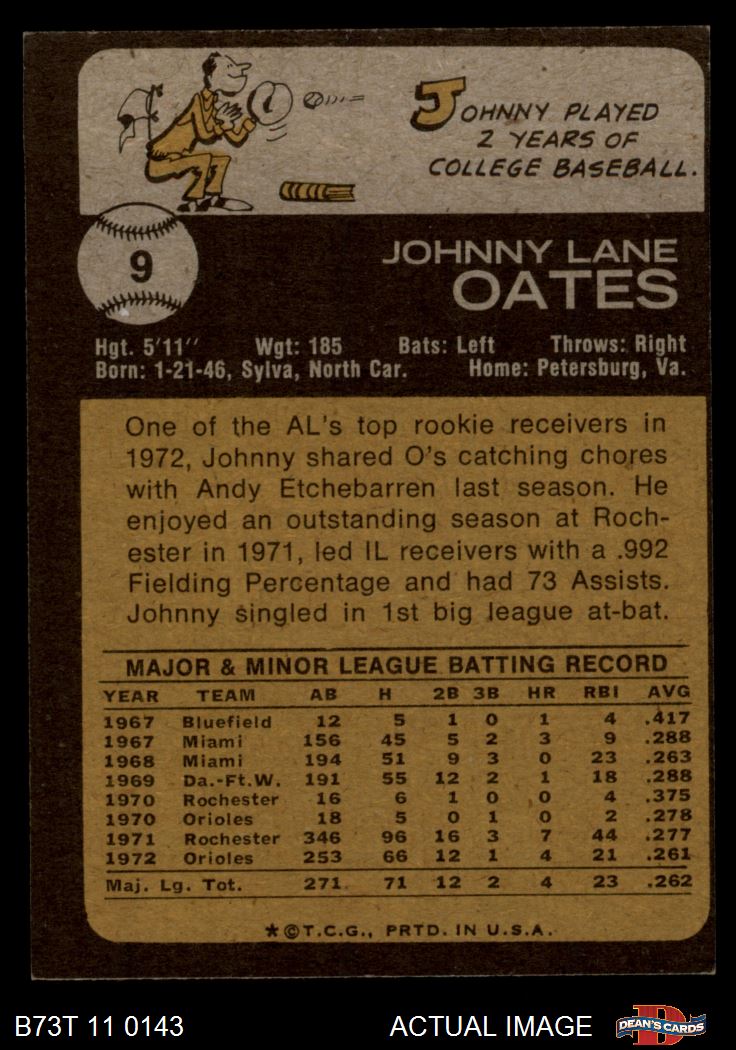 JOHNNY PLAYED
2 YEARS OF
COLLEGE BASEBALL.
9
JOHNNY LANE
OATES
Hgt. 5'11" Wgt: 185 Bats: Left Throws: Right
Born: 1-21-46, Sylva, North Car. Home: Petersburg, Va.
One of the AL's top rookie receivers in
1972, Johnny shared O's catching chores
with Andy Etchebarren last season. He
enjoyed an outstanding season at Roch-
ester in 1971, led IL receivers with a .992
Fielding Percentage and had 73 Assists.
Johnny singled in 1st big league at-bat.
MAJOR & MINOR LEAGUE BATTING RECORD
YEAR TEAM AB H 2B 3B HR RBI AVG
1967 Bluefield 12 5 1 0 1 4 .417
1967 Miami 156 45 5 2 3 9 .288
1968 Miami 194 51 9 3 0 23 .263
1969 Da.-Ft.W. 191 55 12 2 1 18 .288
1970 Rochester 16 6 1 0 0 4 .375
1970 Orioles 18 5 0 1 0 2 .278
1971 Rochester 346 96 16 3 7 44 .277
1972 Orioles 253 66 12 1 4 21 .261
Maj. Lg. Tot. 271 71 12 2 4 23 .262
★©T.C.G., PRTD. IN U.S.A.
B73T 11 0143 ACTUAL IMAGE D DEAN'S CARDS